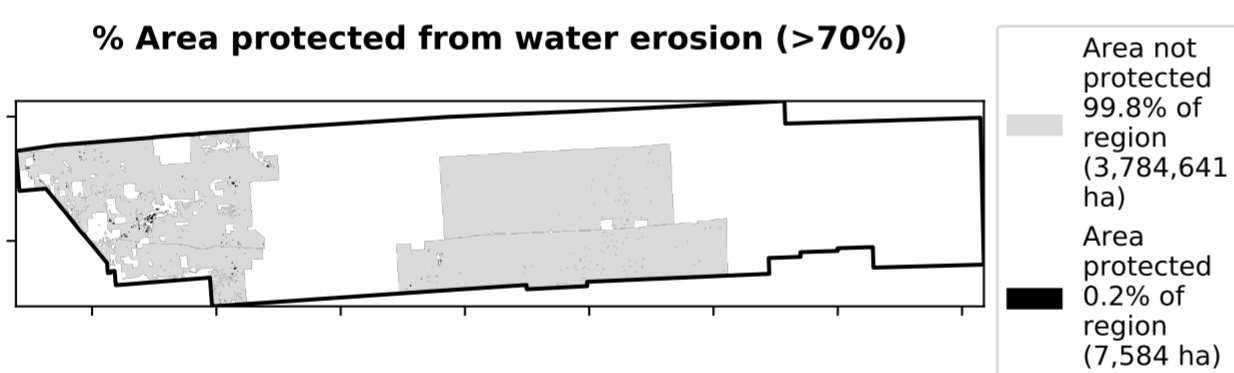 % Area protected from water erosion (>70%)
Area not
protected
99.8% of
region
(3,784,641
ha)
Area
protected
0.2% of
region
(7,584 ha)